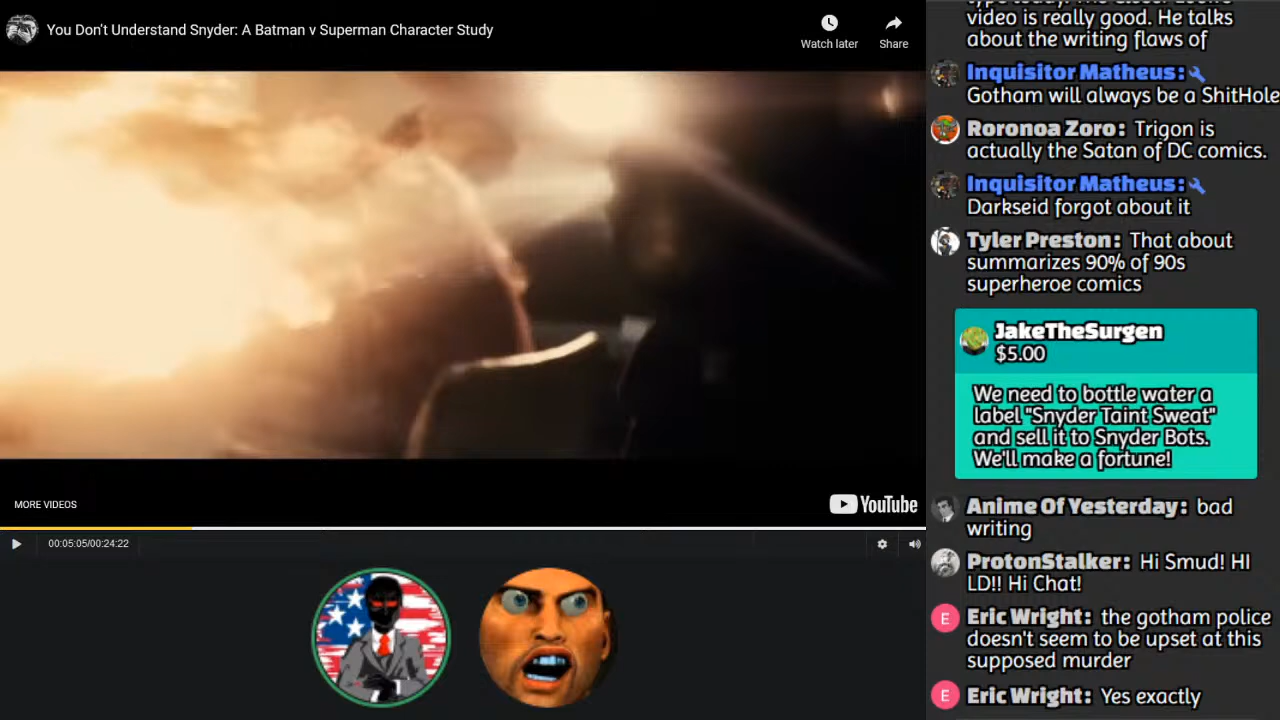 You Don't Understand Snyder: A Batman v Superman Character Study
Watch later
Share
MORE VIDEOS
YouTube
00:05:05/00:24:22
video is really good. He talks
about the writing flaws of
Inquisitor Matheus:
Gotham will always be a ShitHole
Roronoa Zoro: Trigon is
actually the Satan of DC comics.
Inquisitor Matheus:
Darkseid forgot about it
Tyler Preston: That about
summarizes 90% of 90s
superheroe comics
JakeTheSurgen
$5.00
We need to bottle water a
label "Snyder Taint Sweat"
and sell it to Snyder Bots.
We'll make a fortune!
Anime Of Yesterday: bad
writing
ProtonStalker: Hi Smud! HI
LD!! Hi Chat!
E
Eric Wright: the gotham police
doesn't seem to be upset at this
supposed murder
E
Eric Wright: Yes exactly